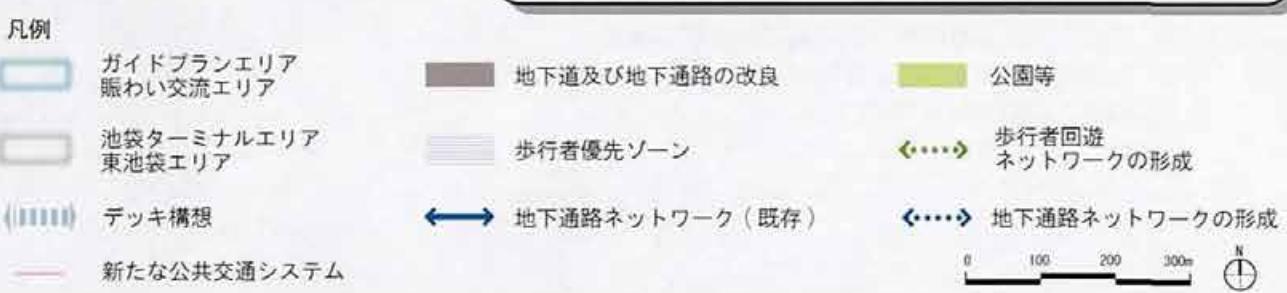 凡例
ガイドプランエリア
賑わい交流エリア
池袋ターミナルエリア
東池袋エリア
デッキ構想
新たな公共交通システム
地下道及び地下通路の改良
歩行者優先ゾーン
地下通路ネットワーク（既存）
公園等
歩行者回遊
ネットワークの形成
地下通路ネットワークの形成
0 100 200 300m
N